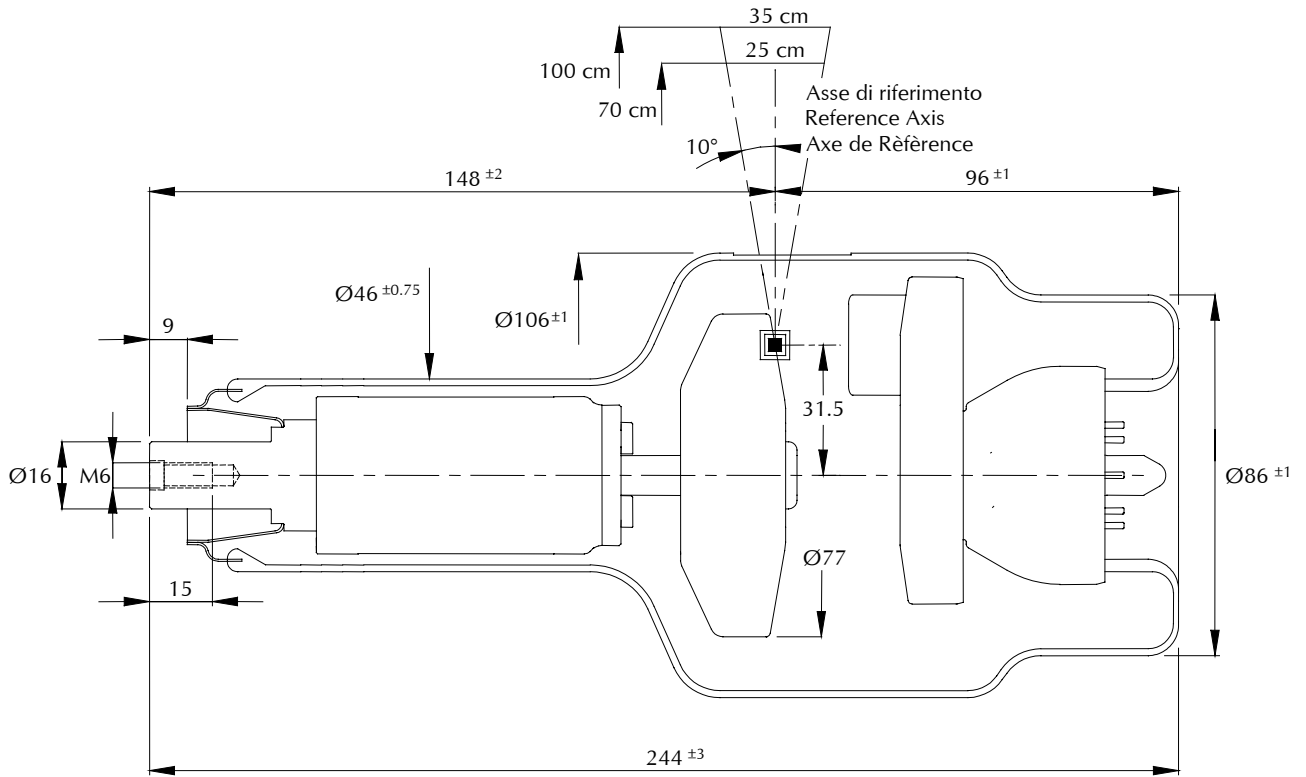 35 cm
25 cm
100 cm
70 cm
Asse di riferimento
Reference Axis
Axe de Rèfèrence
10°
148 ±2
96 ±1
Ø46 ±0.75
Ø106±1
9
31.5
Ø16
M6
Ø86 ±1
Ø77
15
244 ±3